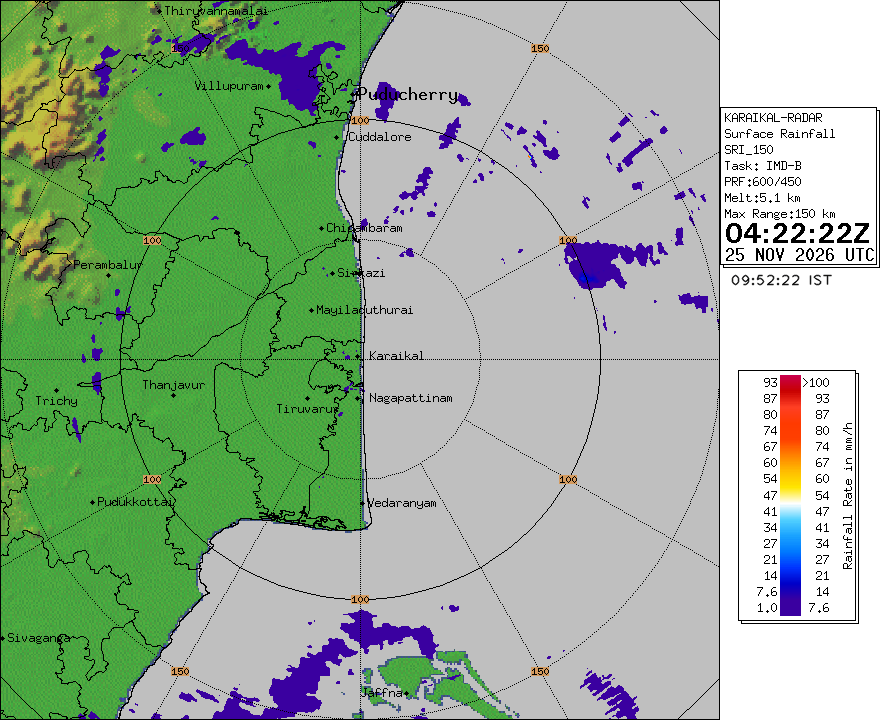 Thiruvannamalai
150
150
Villupuram
Puducherry
100
Cuddalore
Chidambaram
100
100
Perambalur
Sirkazi
Mayiladuthurai
Karaikal
Thanjavur
Trichy
Tiruvarur
Nagapattinam
100
100
Pudukkottai
Vedaranyam
100
Sivaganga
150
150
Jaffna
KARAIKAL-RADAR
Surface Rainfall
SRI_150
Task: IMD-B
PRF:600/450
Melt:5.1 km
Max Range:150 km
04:22:22Z
25 NOV 2026 UTC
09:52:22 IST
93 >100
87 93
80 87
74 80
67 74
60 67
54 60
47 54
41 47
34 41
27 34
21 27
14 21
7.6 14
1.0 7.6
Rainfall Rate in mm/h